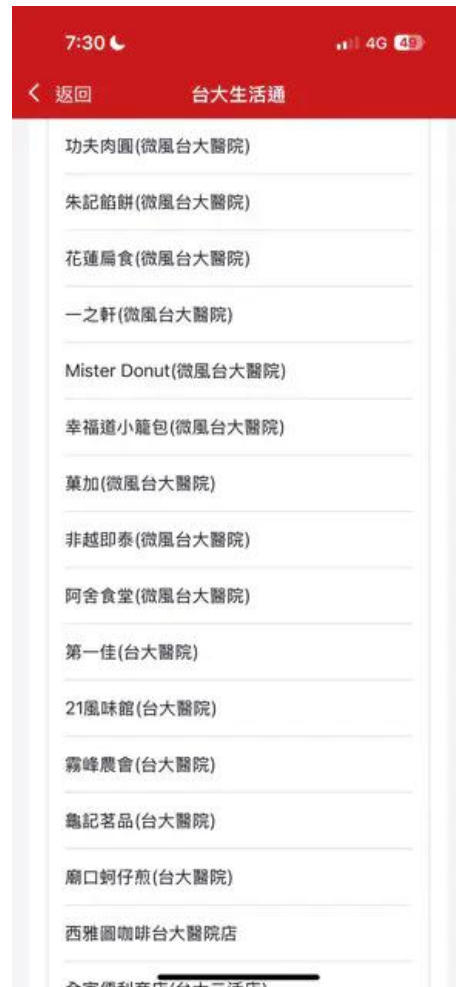 7:30
4G 49
返回
台大生活通
功夫肉圓(微風台大醫院)
朱記餡餅(微風台大醫院)
花蓮扁食(微風台大醫院)
一之軒(微風台大醫院)
Mister Donut(微風台大醫院)
幸福道小籠包(微風台大醫院)
菓加(微風台大醫院)
非越即泰(微風台大醫院)
阿舍食堂(微風台大醫院)
第一佳(台大醫院)
21風味館(台大醫院)
霧峰農會(台大醫院)
龜記茗品(台大醫院)
廟口蚵仔煎(台大醫院)
西雅圖咖啡台大醫院店